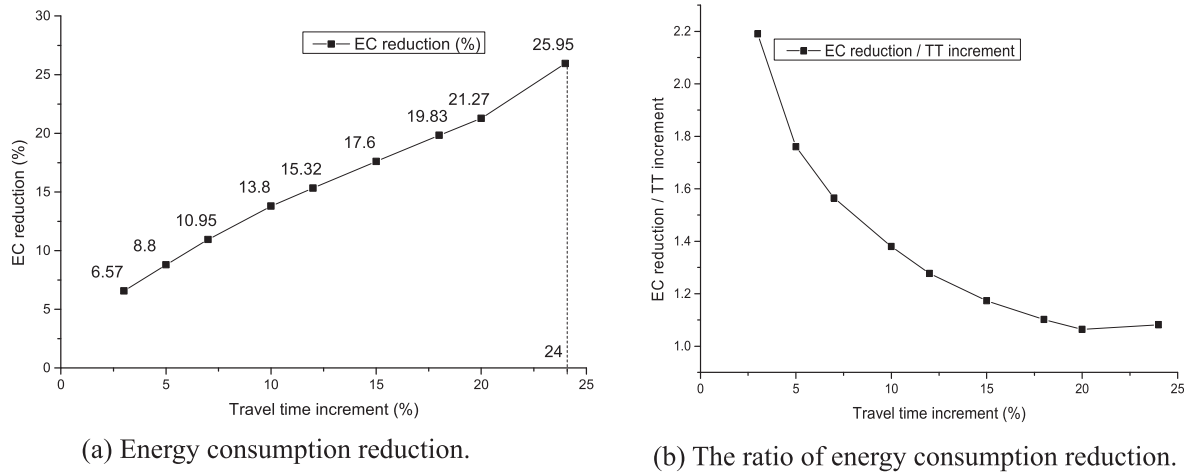 30
25
20
15
10
5
0
EC reduction (%)
EC reduction (%)
6.57
8.8
10.95
13.8
15.32
17.6
19.83
21.27
25.95
24
0 5 10 15 20 25
Travel time increment (%)
(a) Energy consumption reduction.
2.2
2.0
1.8
1.6
1.4
1.2
1.0
EC reduction / TT increment
EC reduction / TT increment
0 5 10 15 20 25
Travel time increment (%)
(b) The ratio of energy consumption reduction.